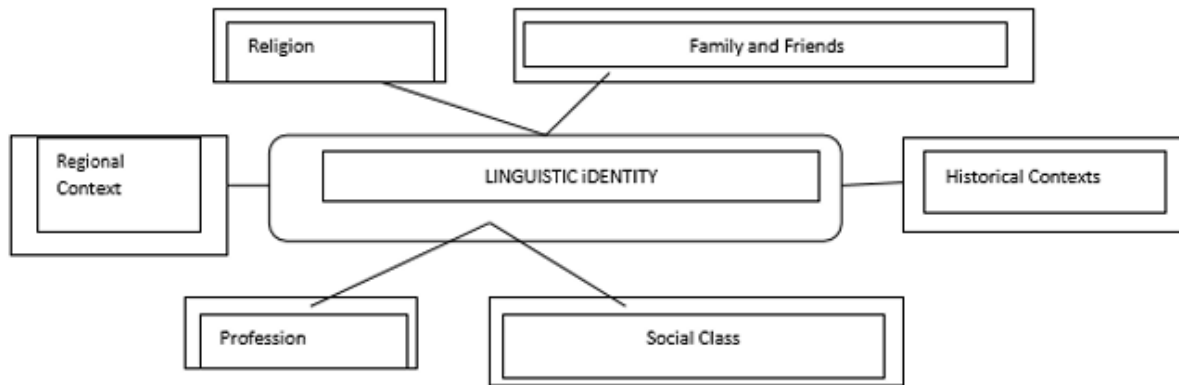 Religion
Family and Friends
Regional
Context
LINGUISTIC iDENTITY
Historical Contexts
Profession
Social Class